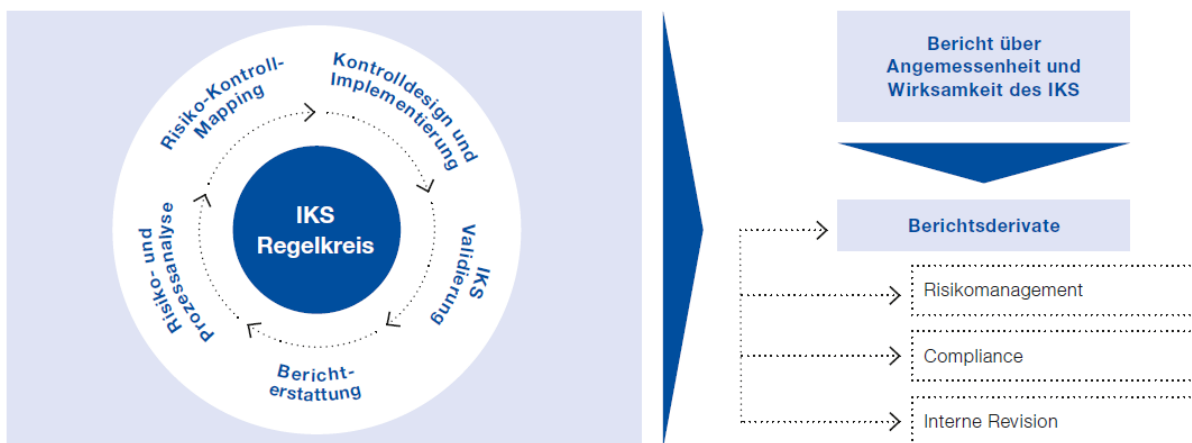 Risiko-Kontroll-
Mapping
Kontrolldesign und
Implementierung
IKS
Validierung
Bericht-
erstattung
Risiko- und
Prozessanalyse
IKS
Regelkreis
Bericht über
Angemessenheit und
Wirksamkeit des IKS
Berichtsderivate
Risikomanagement
Compliance
Interne Revision